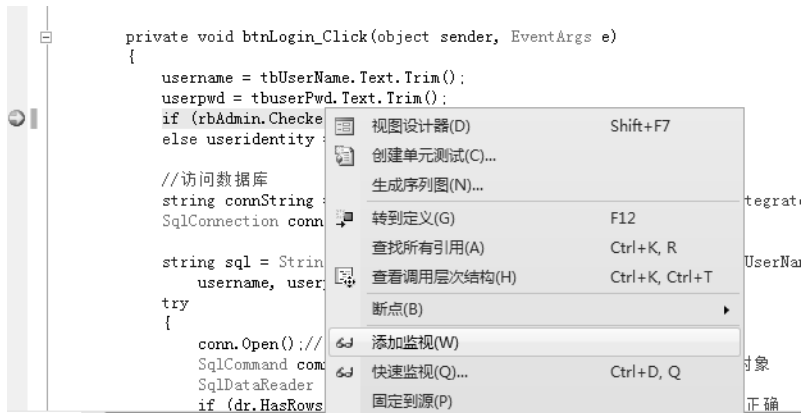 private void btnLogin_Click(object sender, EventArgs e)
{
username = tbUserName.Text.Trim();
userpwd = tbuserPwd.Text.Trim();
if (rbAdmin.Checke
视图设计器(D) Shift+F7
else useridentity
创建单元测试(C)...
//访问数据库
生成序列图(N)...
string connString = tegrate
SqlConnection conn
转到定义(G) F12
查找所有引用(A) Ctrl+K, R
string sql = Strin UserNa
查看调用层次结构(H) Ctrl+K, Ctrl+T
username, user
try
断点(B)
{
conn.Open();//
添加监视(W)
SqlCommand com 对象
快速监视(Q)... Ctrl+D, Q
SqlDataReader
if (dr.HasRows 正确
固定到源(P)